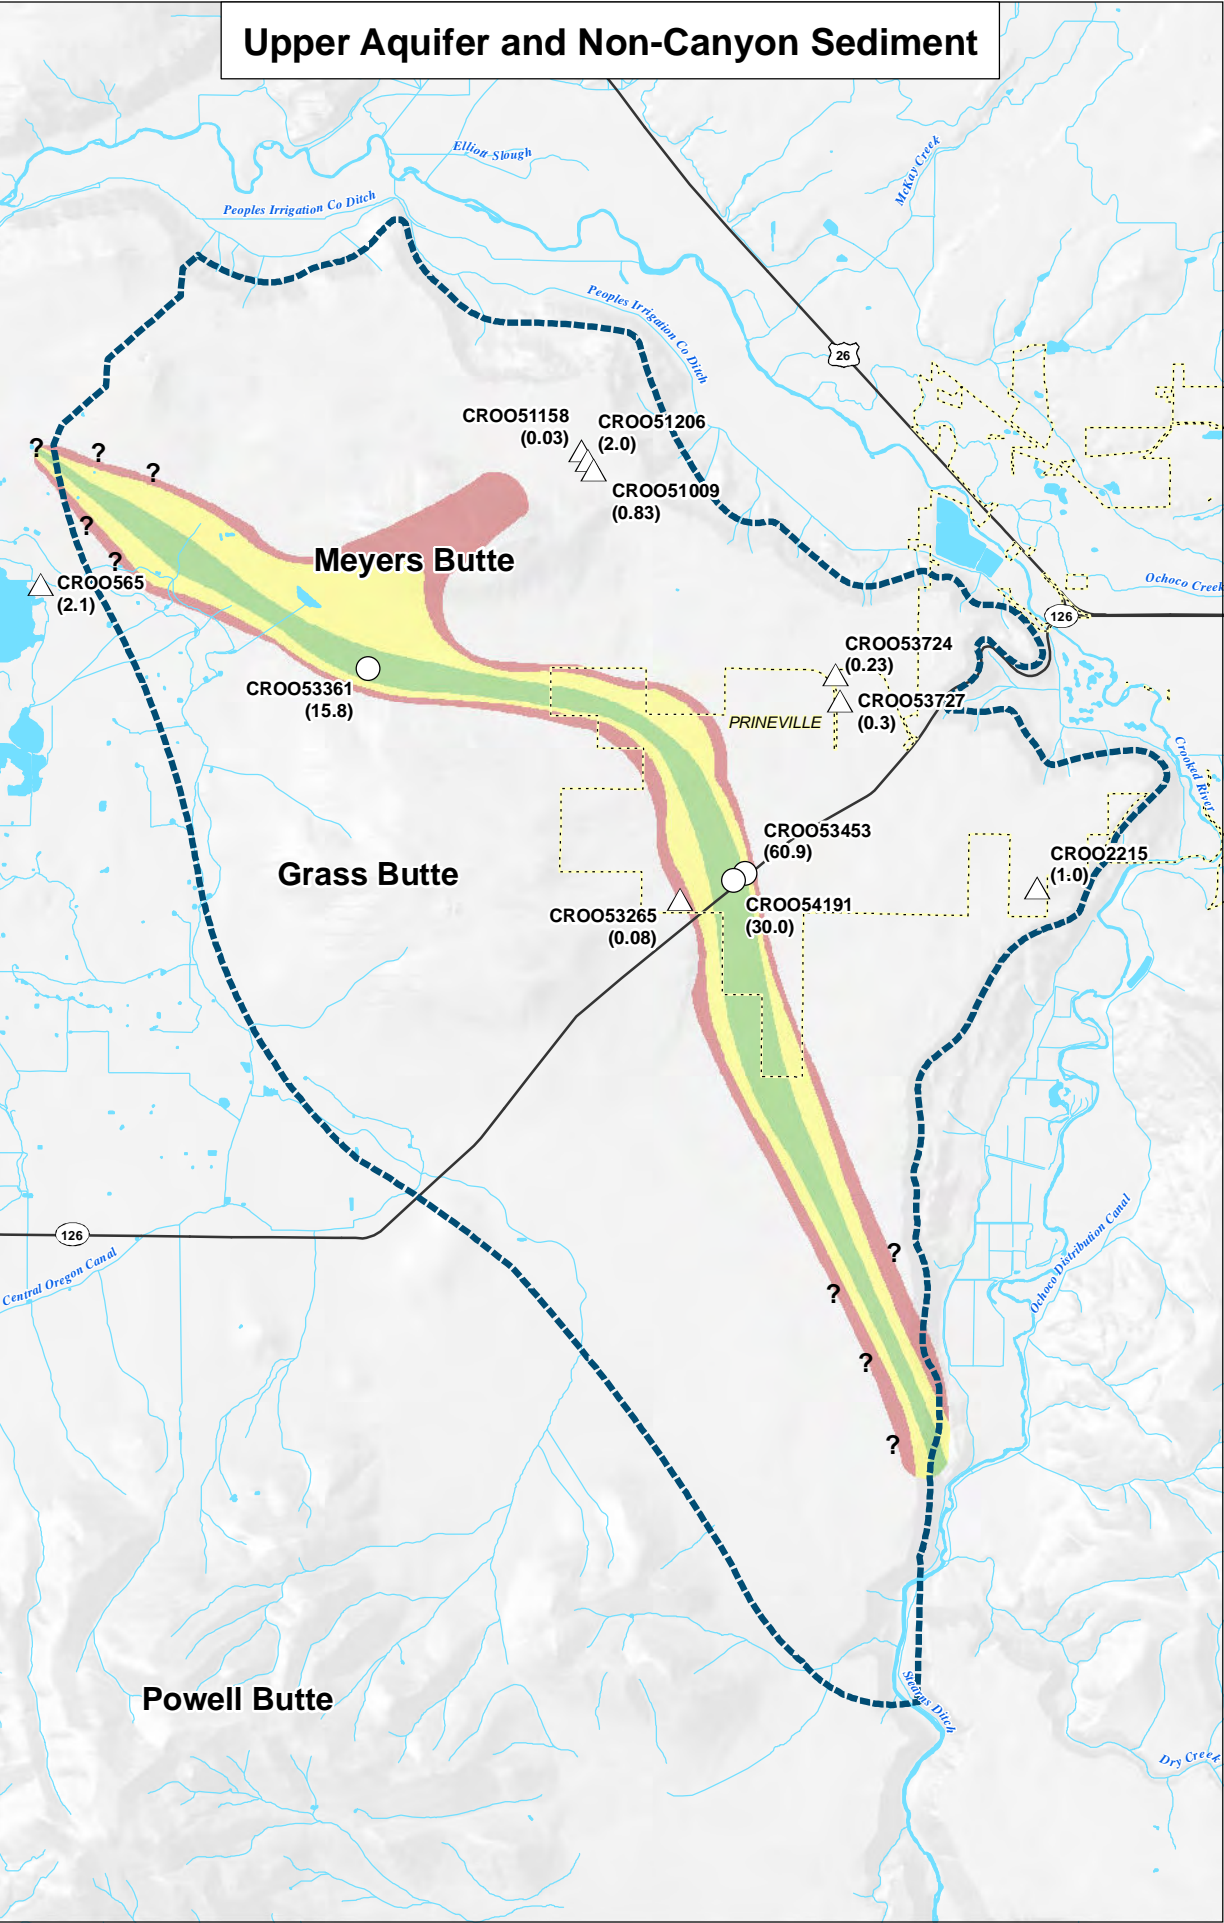 Upper Aquifer and Non-Canyon Sediment
McKay Creek
Elliott Slough
Peoples Irrigation Co Ditch
Peoples Irrigation Co Ditch
26
CROO51158
(0.03)
CROO51206
(2.0)
CROO51009
(0.83)
?
?
?
?
?
Meyers Butte
CROO565
(2.1)
Ochoco Creek
126
CROO53724
(0.23)
CROO53727
(0.3)
CROO53361
(15.8)
PRINEVILLE
Crooked River
CROO53453
(60.9)
CROO2215
(1.0)
Grass Butte
CROO53265
(0.08)
CROO54191
(30.0)
126
Central Oregon Canal
Ochoco Distribution Canal
?
?
?
?
Powell Butte
Stearns Ditch
Dry Creek